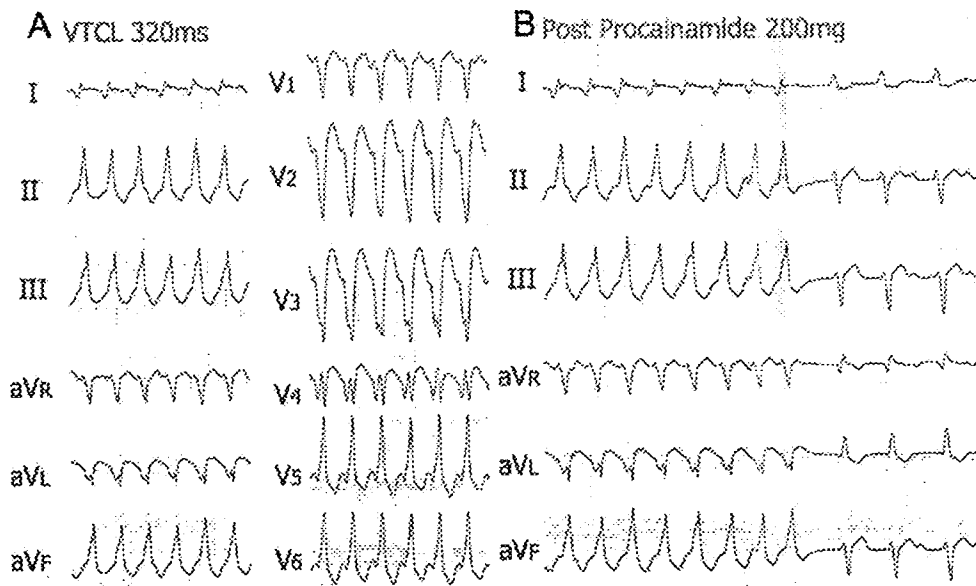 A VTCL 320ms
I
II
III
aVR
aVL
aVF
V1
V2
V3
V4
V5
V6
B Post Procainamide 200mg
I
II
III
aVR
aVL
aVF